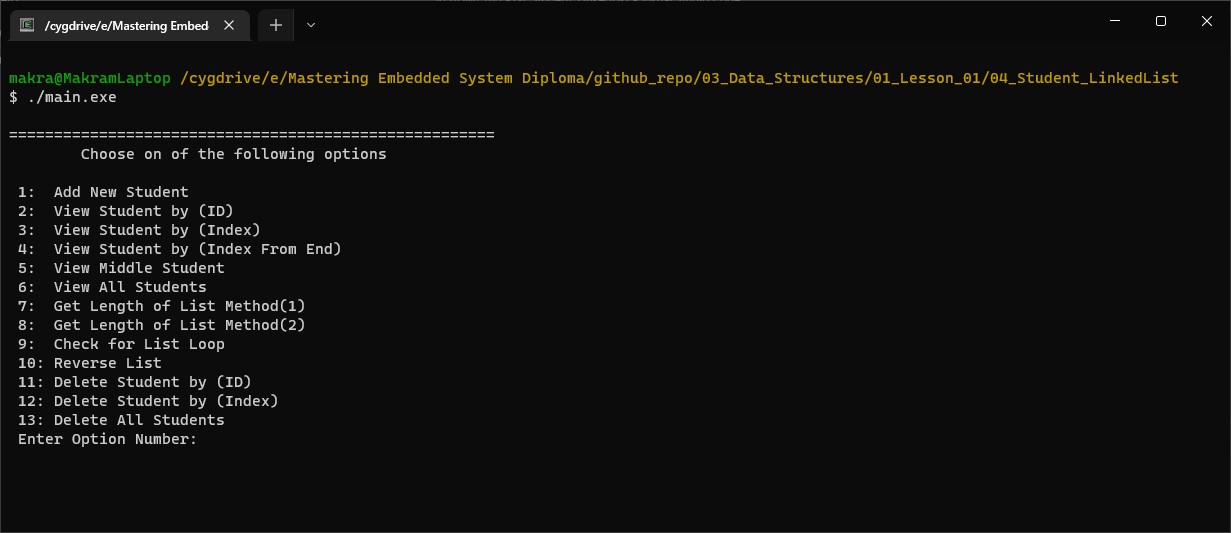 /cygdrive/e/Mastering Embed
makra@MakramLaptop /cygdrive/e/Mastering Embedded System Diploma/github_repo/03_Data_Structures/01_Lesson_01/04_Student_LinkedList
$ ./main.exe
======================================================
Choose on of the following options
1: Add New Student
2: View Student by (ID)
3: View Student by (Index)
4: View Student by (Index From End)
5: View Middle Student
6: View All Students
7: Get Length of List Method(1)
8: Get Length of List Method(2)
9: Check for List Loop
10: Reverse List
11: Delete Student by (ID)
12: Delete Student by (Index)
13: Delete All Students
Enter Option Number: